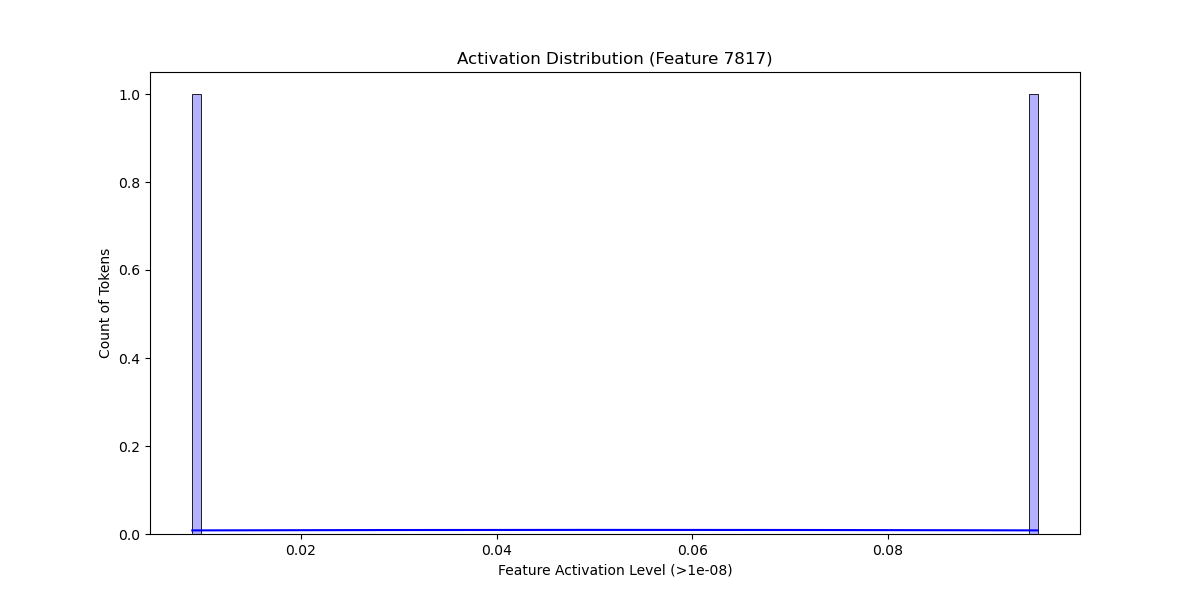 Activation Distribution (Feature 7817)
1.0
0.8
0.6
0.4
0.2
0.0
Count of Tokens
0.02 0.04 0.06 0.08
Feature Activation Level (>1e-08)